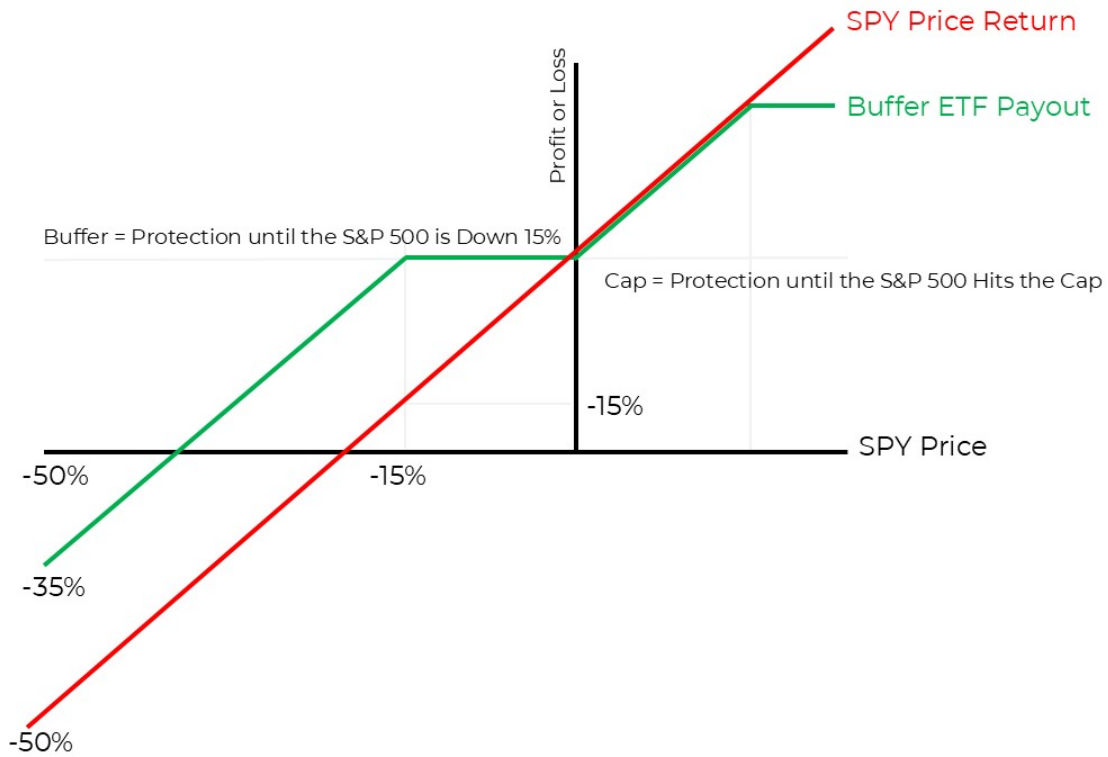 SPY Price Return
Profit or Loss
Buffer ETF Payout
Buffer = Protection until the S&P 500 is Down 15%
Cap = Protection until the S&P 500 Hits the Cap
-15%
SPY Price
-50%
-15%
-35%
-50%